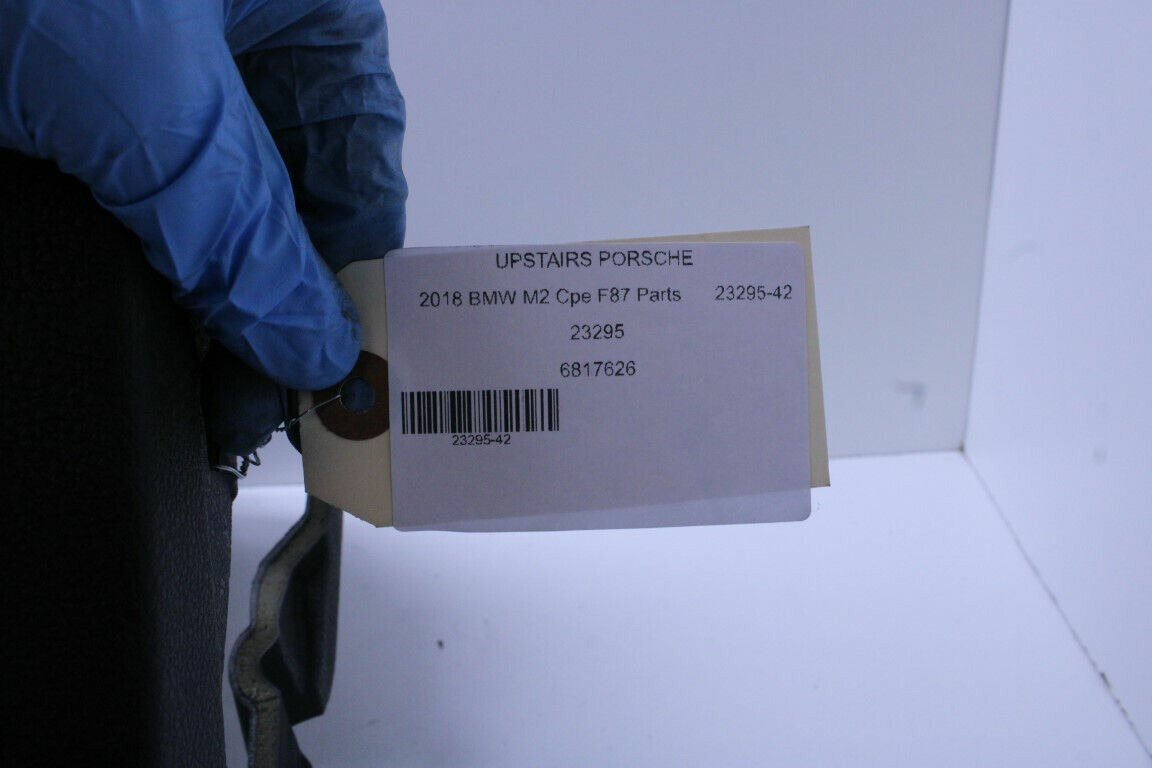 UPSTAIRS PORSCHE
2018 BMW M2 Cpe F87 Parts 23295-42
23295
6817626
23295-42